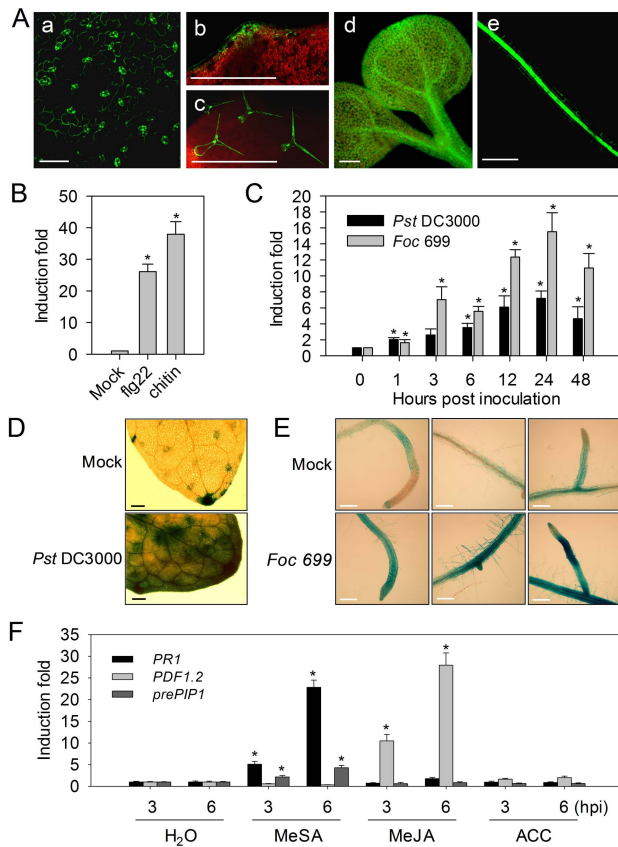 A
a
b
c
d
e
B
Induction fold
50
40
30
20
10
0
*
*
Mock
flg22
chitin
C
Induction fold
20
18
16
14
12
10
8
6
4
2
0
Pst DC3000
Foc 699
* * * * * * * * * * *
0 1 3 6 12 24 48
Hours post inoculation
D
Mock
Pst DC3000
E
Mock
Foc 699
F
Induction fold
35
30
25
20
15
10
5
0
PR1
PDF1.2
prePIP1
* * * * * *
3 6 3 6 3 6 3 6 (hpi)
H₂O MeSA MeJA ACC